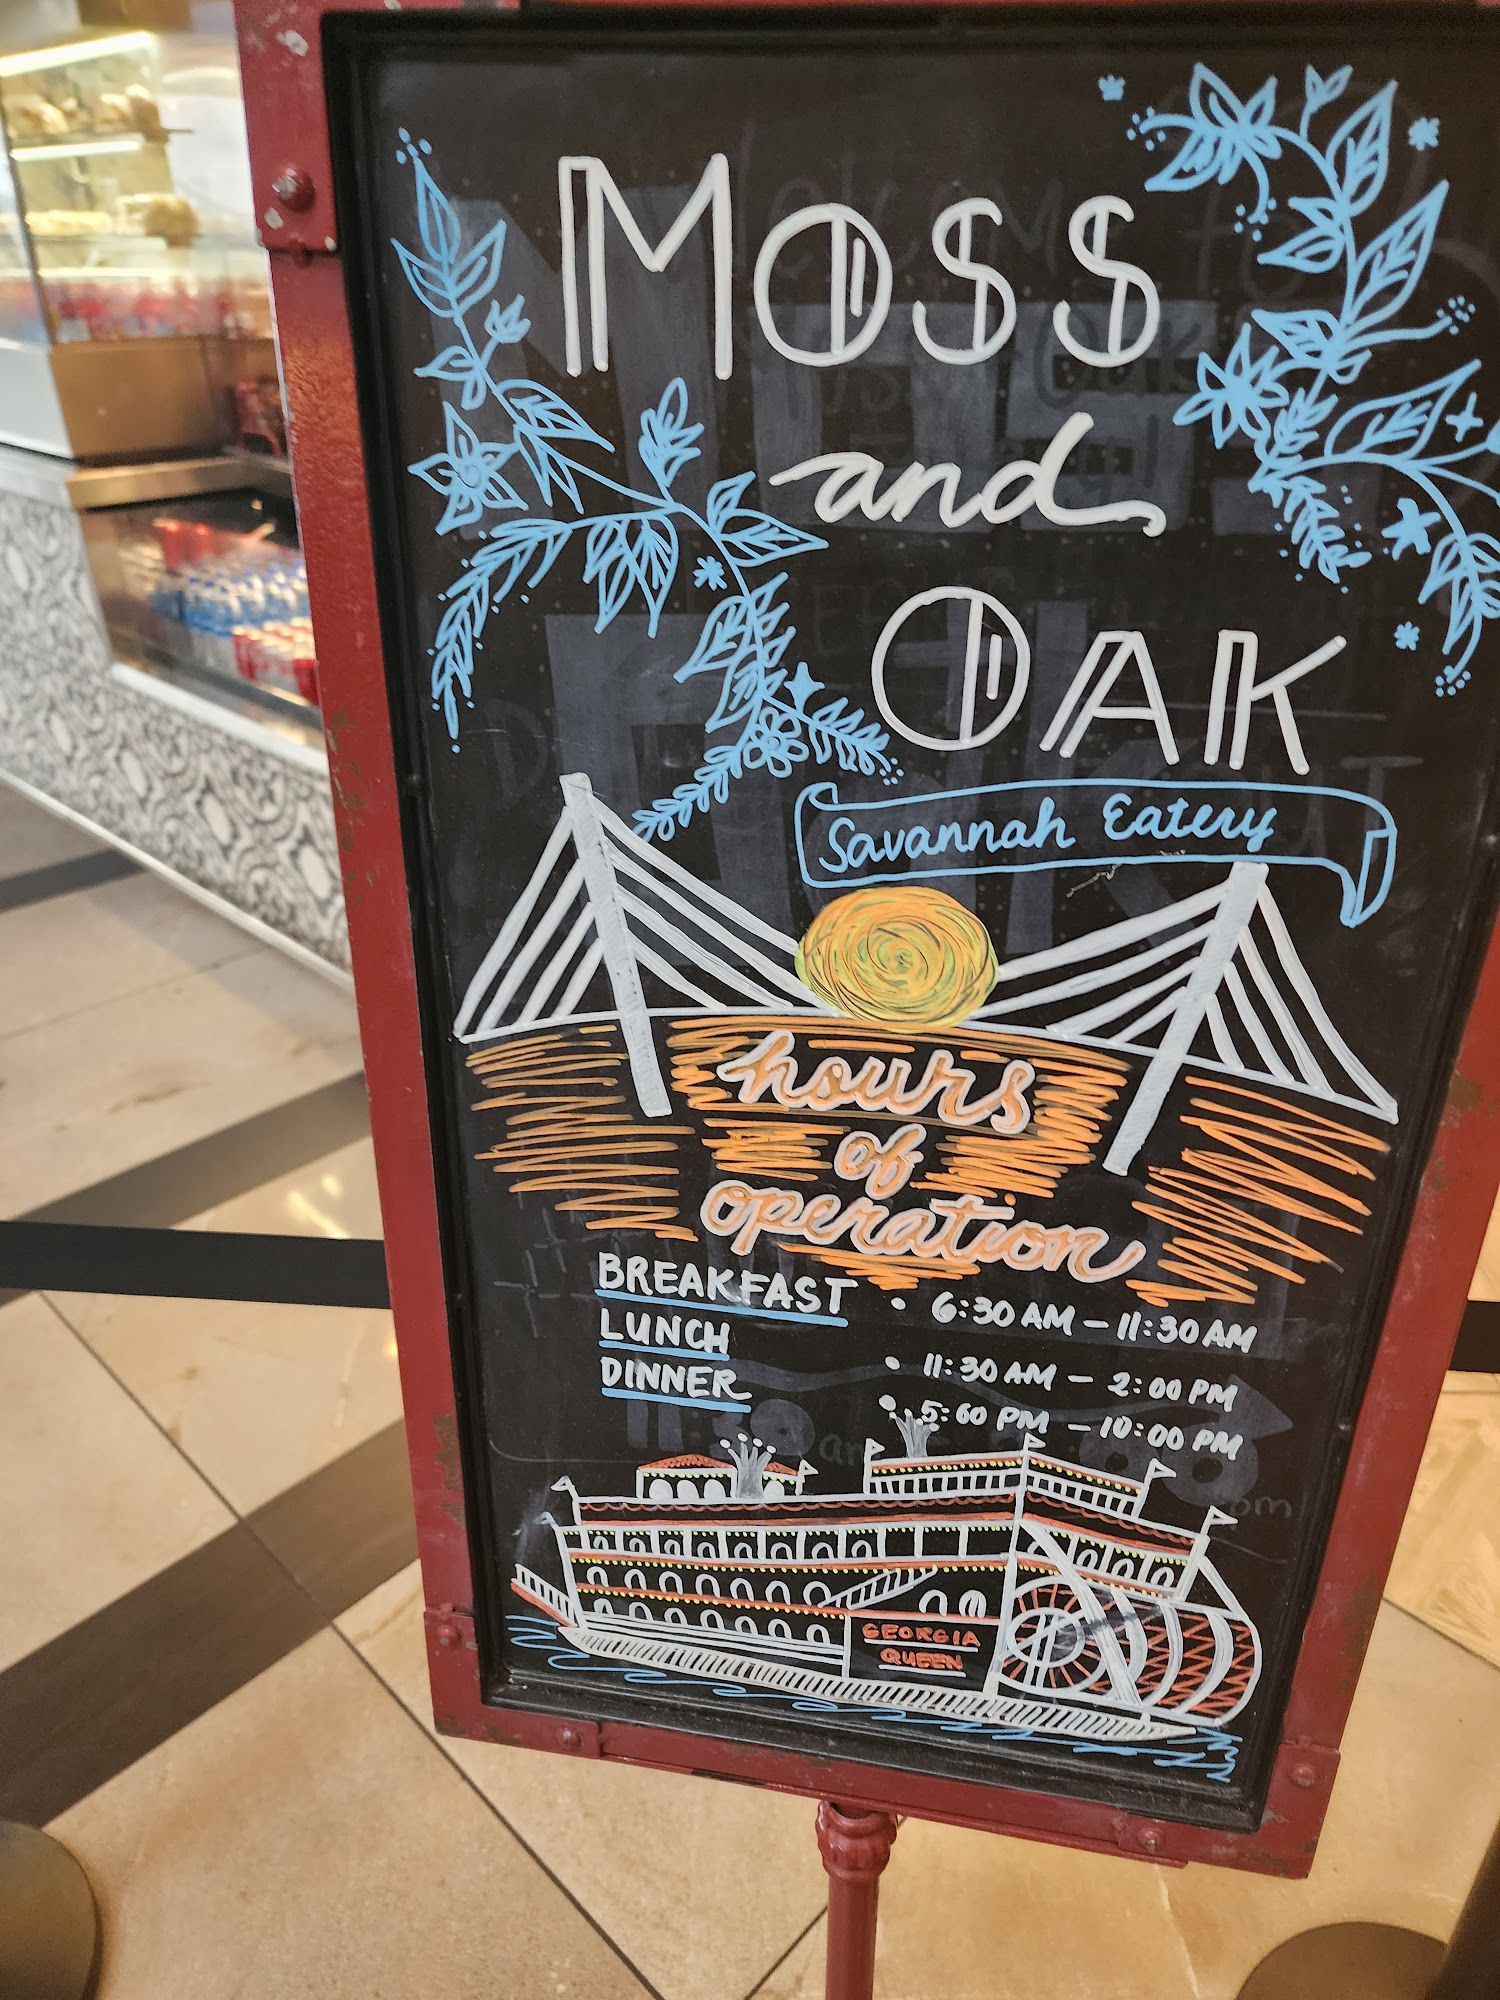 MOSS
and
OAK
Savannah Eatery
hours
of
operation
BREAKFAST • 6:30 AM – 11:30 AM
LUNCH • 11:30 AM – 2:00 PM
DINNER • 5:00 PM – 10:00 PM
GEORGIA
QUEEN